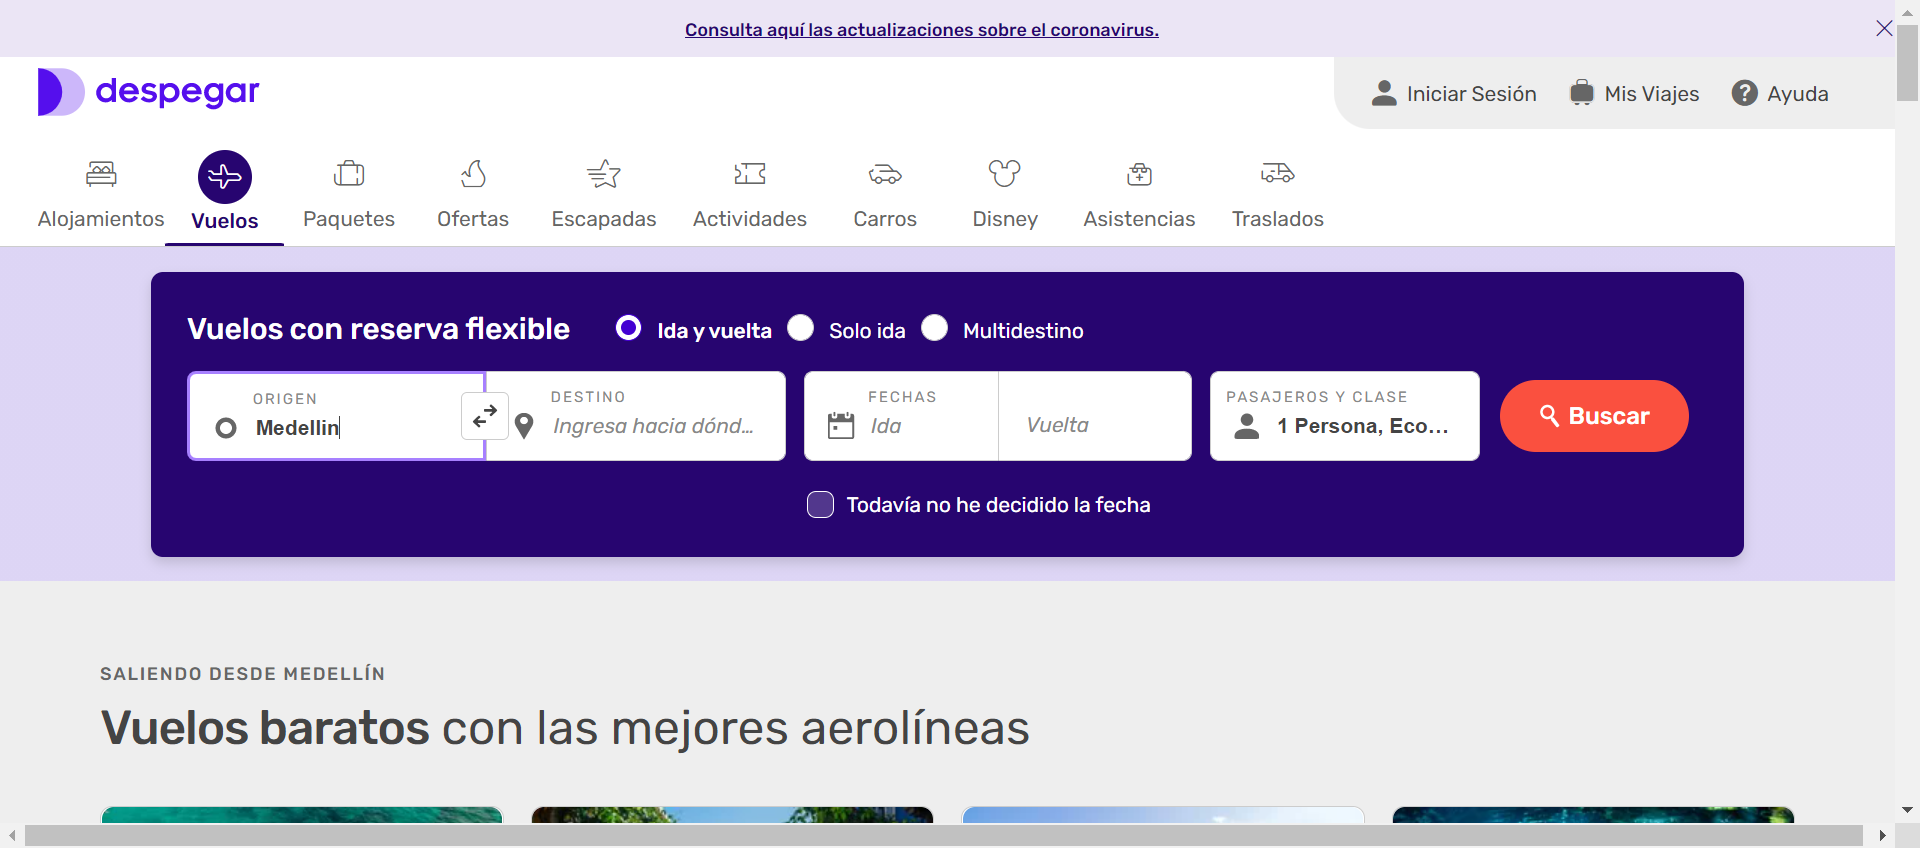 Consulta aquí las actualizaciones sobre el coronavirus.
despegar
Iniciar Sesión
Mis Viajes
Ayuda
Alojamientos
Vuelos
Paquetes
Ofertas
Escapadas
Actividades
Carros
Disney
Asistencias
Traslados
Vuelos con reserva flexible
Ida y vuelta
Solo ida
Multidestino
ORIGEN
Medellin
DESTINO
Ingresa hacia dónd...
FECHAS
Ida
Vuelta
PASAJEROS Y CLASE
1 Persona, Eco...
Buscar
Todavía no he decidido la fecha
SALIENDO DESDE MEDELLÍN
Vuelos baratos con las mejores aerolíneas